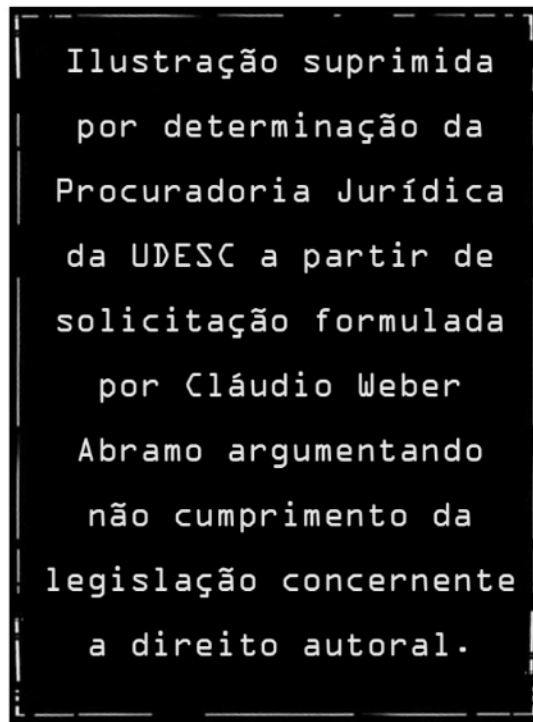 Ilustração suprimida
por determinação da
Procuradoria Jurídica
da UDESC a partir de
solicitação formulada
por Cláudio Weber
Abramo argumentando
não cumprimento da
legislação concernente
a direito autoral.